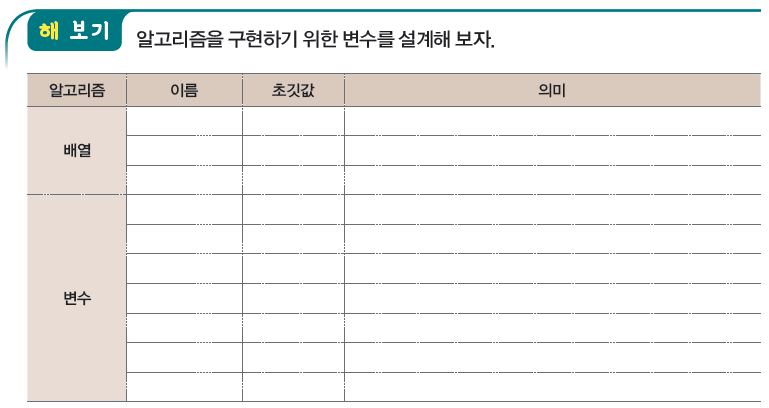 해 보기
알고리즘을 구현하기 위한 변수를 설계해 보자.
알고리즘 이름 초깃값 의미
배열
변수